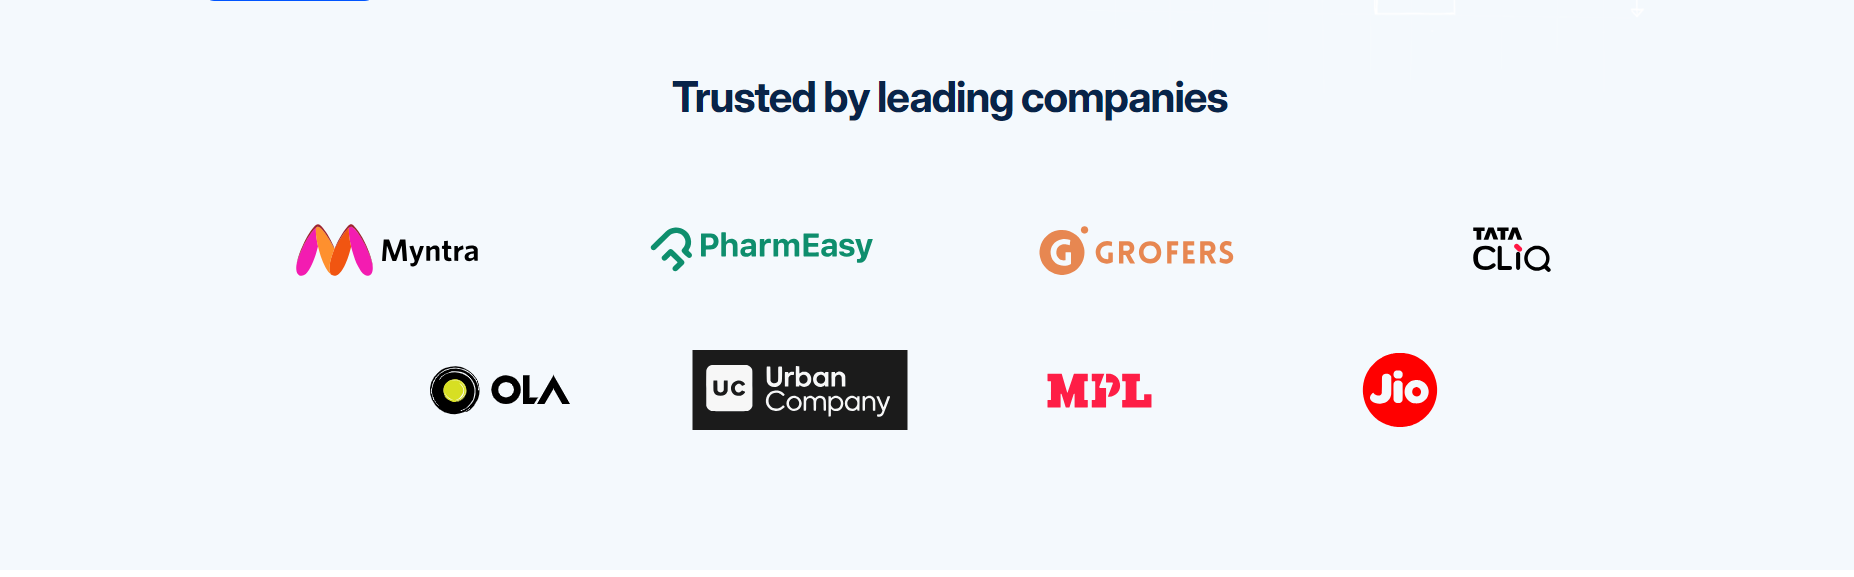 Trusted by leading companies
Myntra
PharmEasy
G GROFERS
TATA
CLiQ
OLA
UC Urban
Company
MPL
Jio